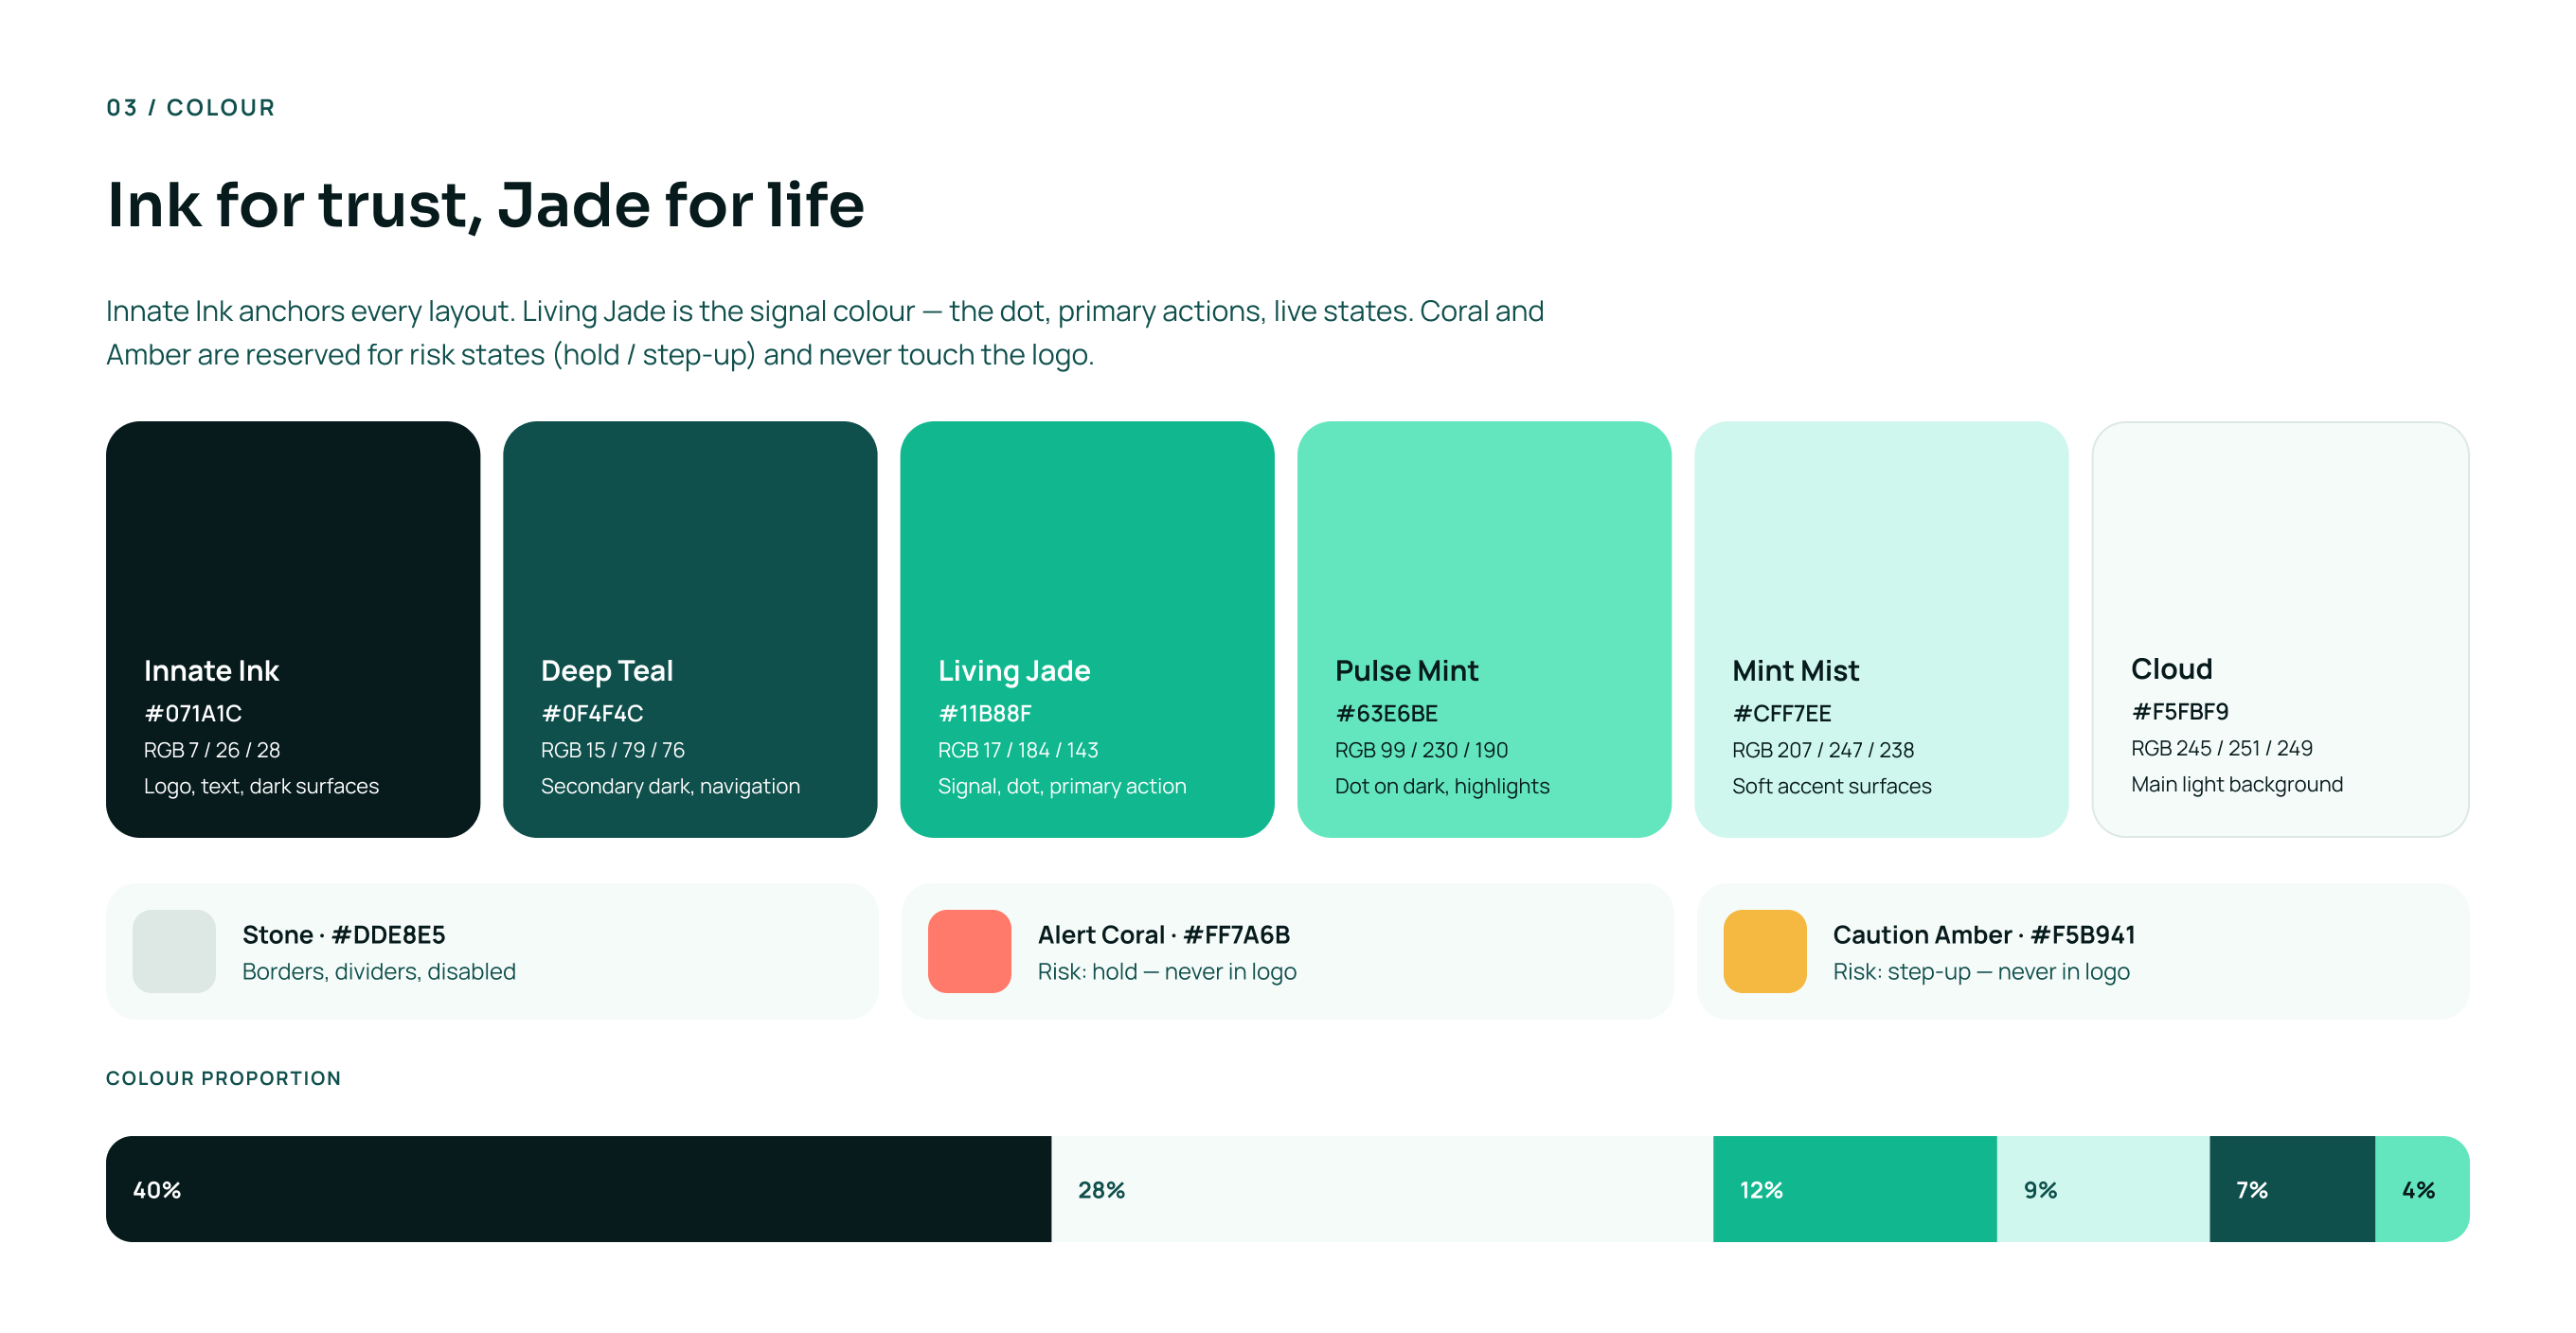 03 / COLOUR
Ink for trust, Jade for life
Innate Ink anchors every layout. Living Jade is the signal colour — the dot, primary actions, live states. Coral and
Amber are reserved for risk states (hold / step-up) and never touch the logo.
Innate Ink
#071A1C
RGB 7 / 26 / 28
Logo, text, dark surfaces
Deep Teal
#0F4F4C
RGB 15 / 79 / 76
Secondary dark, navigation
Living Jade
#11B88F
RGB 17 / 184 / 143
Signal, dot, primary action
Pulse Mint
#63E6BE
RGB 99 / 230 / 190
Dot on dark, highlights
Mint Mist
#CFF7EE
RGB 207 / 247 / 238
Soft accent surfaces
Cloud
#F5FBF9
RGB 245 / 251 / 249
Main light background
Stone · #DDE8E5
Borders, dividers, disabled
Alert Coral · #FF7A6B
Risk: hold — never in logo
Caution Amber · #F5B941
Risk: step-up — never in logo
COLOUR PROPORTION
40%
28%
12%
9%
7%
4%